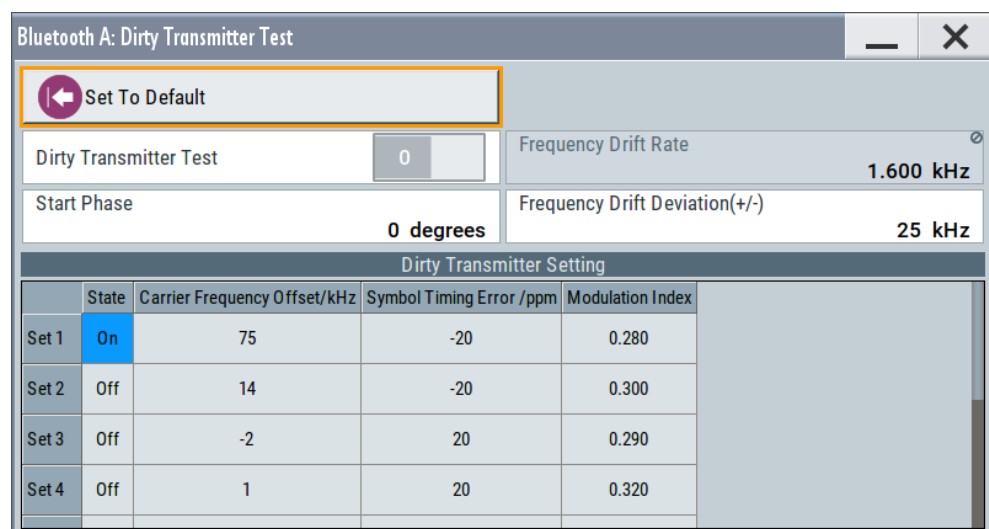 Bluetooth A: Dirty Transmitter Test
Set To Default
Dirty Transmitter Test 0
Frequency Drift Rate
1.600 kHz
Start Phase
0 degrees
Frequency Drift Deviation(+/-)
25 kHz
Dirty Transmitter Setting
State Carrier Frequency Offset/kHz Symbol Timing Error /ppm Modulation Index
Set 1 On 75 -20 0.280
Set 2 Off 14 -20 0.300
Set 3 Off -2 20 0.290
Set 4 Off 1 20 0.320